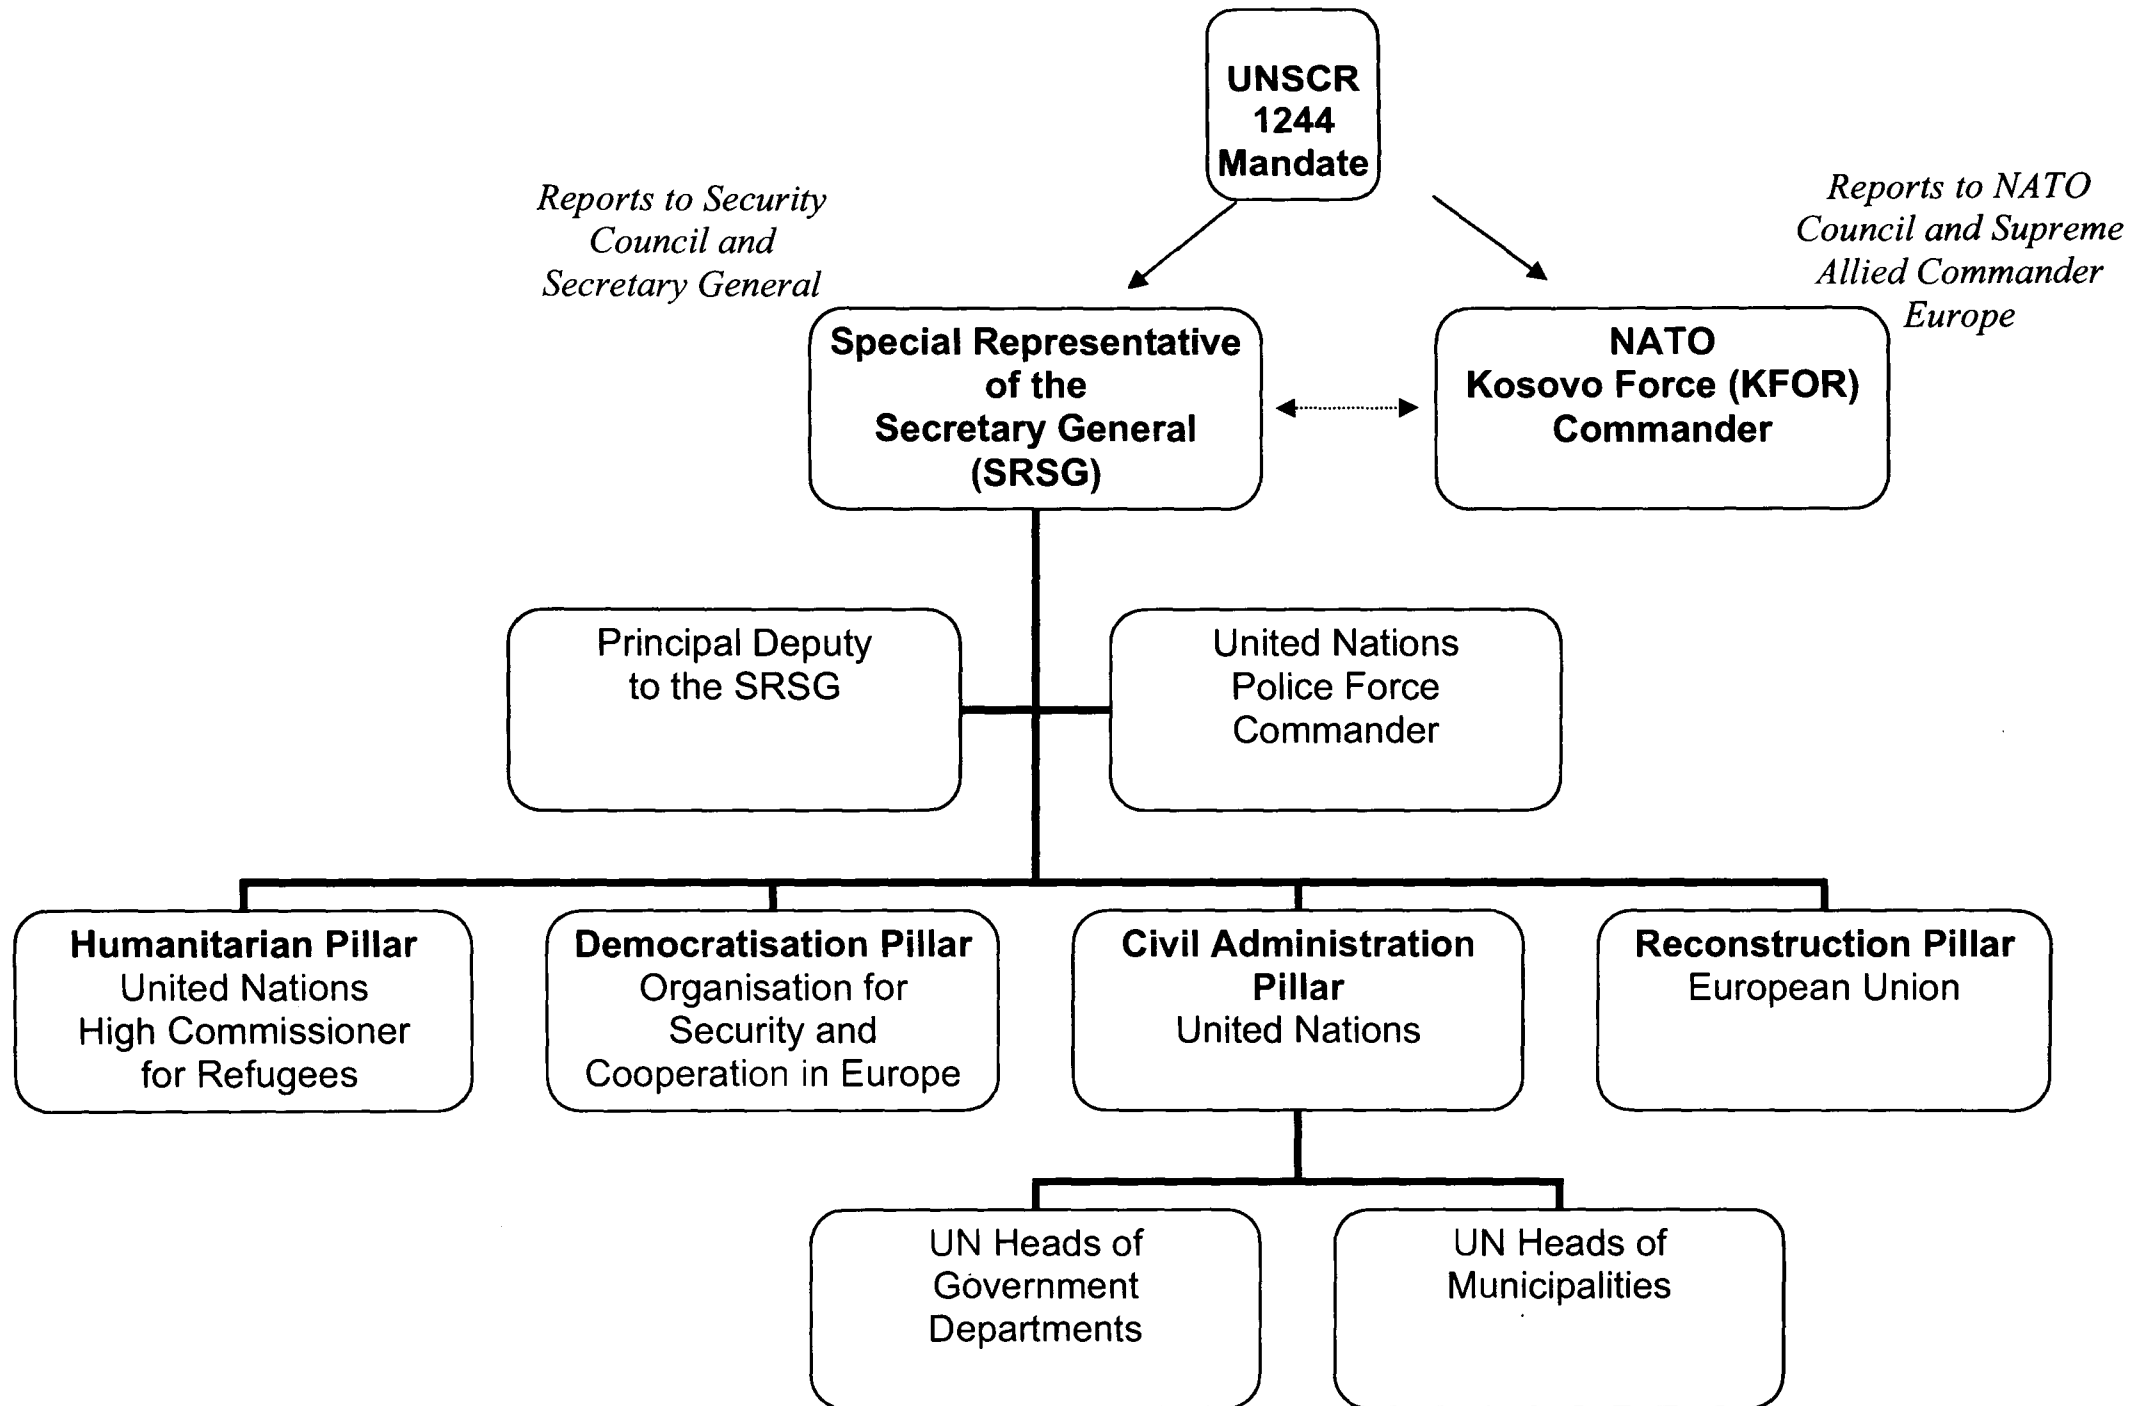 UNSCR
1244
Mandate
Reports to Security
Council and
Secretary General
Reports to NATO
Council and Supreme
Allied Commander
Europe
Special Representative
of the
Secretary General
(SRSG)
NATO
Kosovo Force (KFOR)
Commander
Principal Deputy
to the SRSG
United Nations
Police Force
Commander
Humanitarian Pillar
United Nations
High Commissioner
for Refugees
Democratisation Pillar
Organisation for
Security and
Cooperation in Europe
Civil Administration
Pillar
United Nations
Reconstruction Pillar
European Union
UN Heads of
Government
Departments
UN Heads of
Municipalities